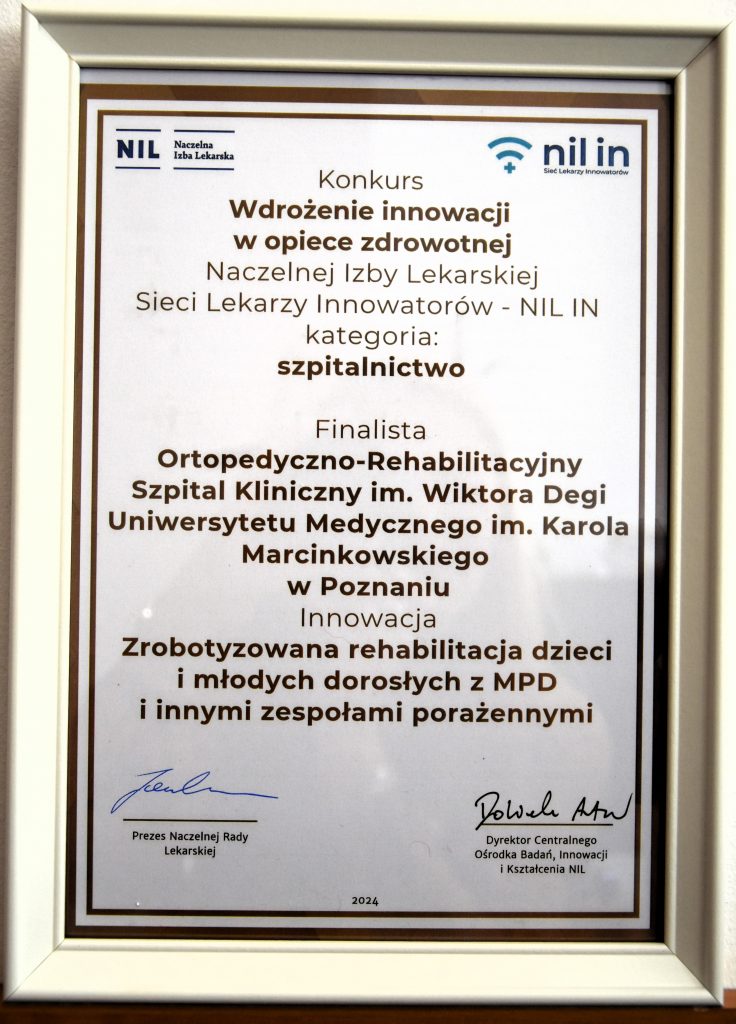 NIL
Naczelna
Izba Lekarska
nil in
Sieć Lekarzy Innowatorów
Konkurs
Wdrożenie innowacji
w opiece zdrowotnej
Naczelnej Izby Lekarskiej
Sieci Lekarzy Innowatorów - NIL IN
kategoria:
szpitalnictwo
Finalista
Ortopedyczno-Rehabilitacyjny
Szpital Kliniczny im. Wiktora Degi
Uniwersytetu Medycznego im. Karola
Marcinkowskiego
w Poznaniu
Innowacja
Zrobotyzowana rehabilitacja dzieci
i młodych dorosłych z MPD
i innymi zespołami porażennymi
Prezes Naczelnej Rady
Lekarskiej
Dyrektor Centralnego
Ośrodka Badań, Innowacji
i Kształcenia NIL
2024